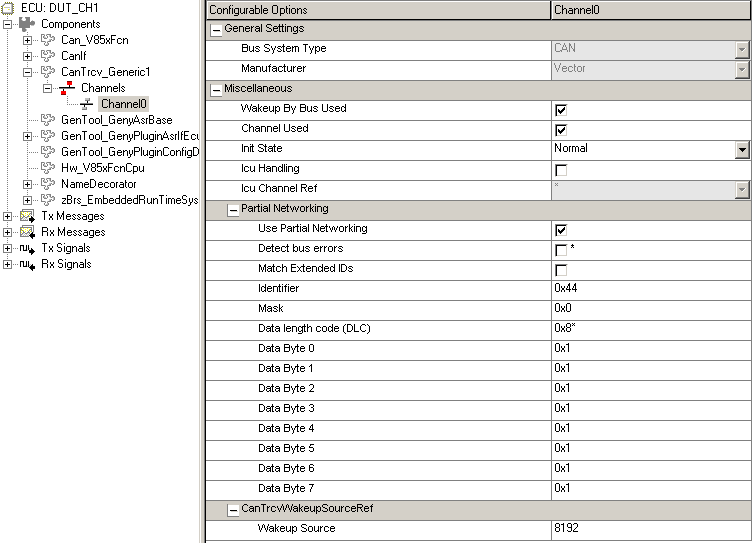 ECU: DUT_CH1
Components
Can_V85xFcn
CanIf
CanTrcv_Generic1
Channels
Channel0
GenTool_GenyAsrBase
GenTool_GenyPluginAsrIfEcu
GenTool_GenyPluginConfigD
Hw_V85xFcnCpu
NameDecorator
zBrs_EmbeddedRunTimeSys
Tx Messages
Rx Messages
Tx Signals
Rx Signals
Configurable Options Channel0
General Settings
Bus System Type CAN
Manufacturer Vector
Miscellaneous
Wakeup By Bus Used
Channel Used
Init State Normal
Icu Handling
Icu Channel Ref *
Partial Networking
Use Partial Networking
Detect bus errors *
Match Extended IDs
Identifier 0x44
Mask 0x0
Data length code (DLC) 0x8*
Data Byte 0 0x1
Data Byte 1 0x1
Data Byte 2 0x1
Data Byte 3 0x1
Data Byte 4 0x1
Data Byte 5 0x1
Data Byte 6 0x1
Data Byte 7 0x1
CanTrcvWakeupSourceRef
Wakeup Source 8192